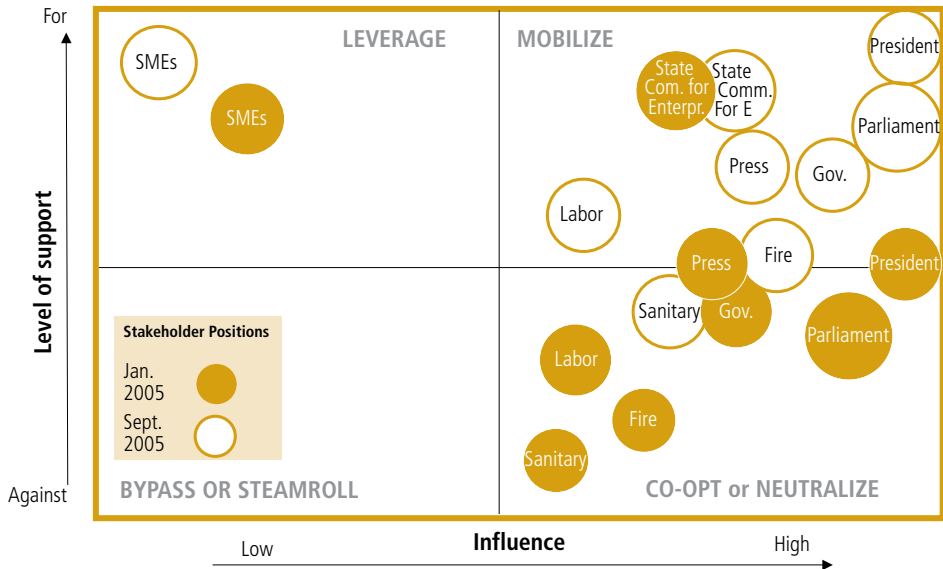 For
LEVERAGE
MOBILIZE
SMEs
SMEs
State
Com. for
Enterpr.
State
Comm.
For E
President
Parliament
Press
Gov.
Labor
Level of support
Press
Fire
President
Sanitary
Gov.
Parliament
Labor
Fire
Sanitary
Stakeholder Positions
Jan.
2005
Sept.
2005
Against
BYPASS OR STEAMROLL
CO-OPT or NEUTRALIZE
Low
Influence
High